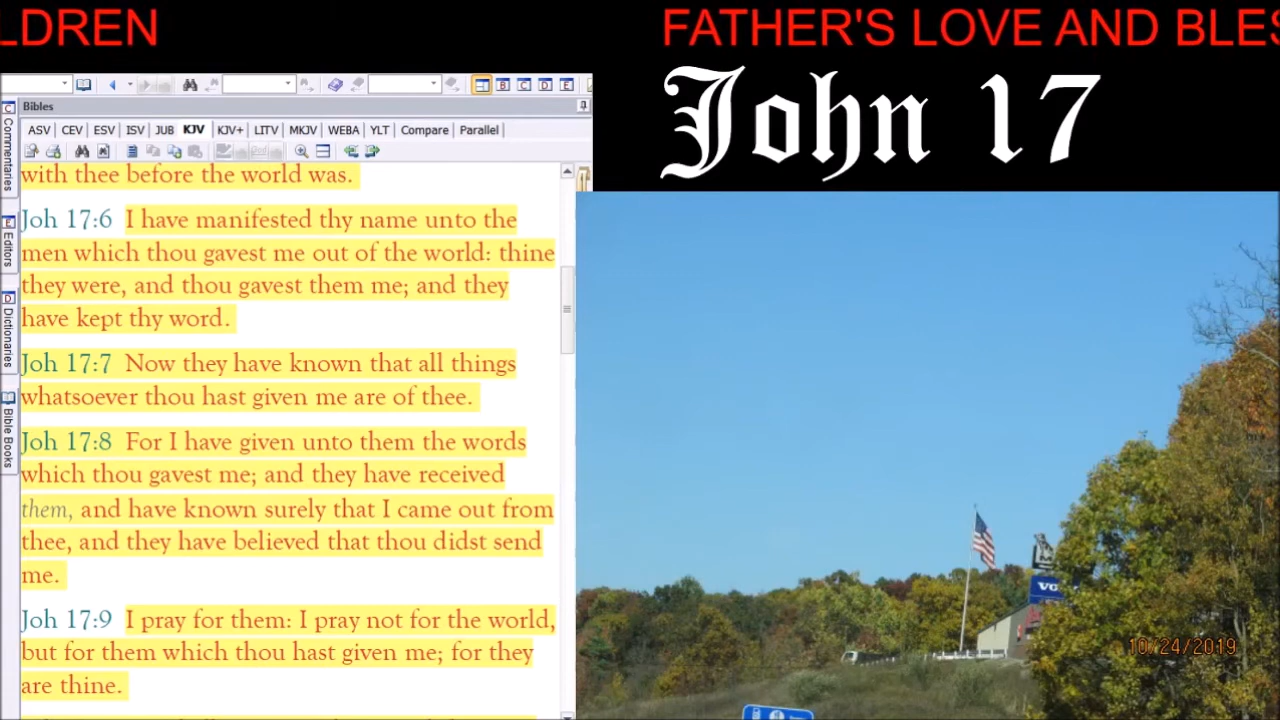 LDREN
FATHER'S LOVE AND BLES
John 17
Bibles
ASV CEV ESV ISV JUB KJV KJV+ LITV MKJV WEBA YLT Compare Parallel
Commentaries
Editors
Dictionaries
Bible Books
with thee before the world was.
Joh 17:6 I have manifested thy name unto the
men which thou gavest me out of the world: thine
they were, and thou gavest them me; and they
have kept thy word.
Joh 17:7 Now they have known that all things
whatsoever thou hast given me are of thee.
Joh 17:8 For I have given unto them the words
which thou gavest me; and they have received
them, and have known surely that I came out from
thee, and they have believed that thou didst send
me.
Joh 17:9 I pray for them: I pray not for the world,
but for them which thou hast given me; for they
are thine.
10/24/2019